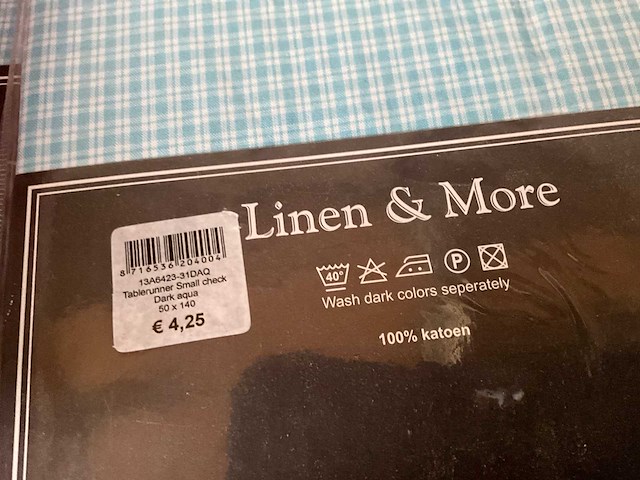 Linen & More
8 716536 204004
13A6423-31DAQ
Tablerunner Small check
Dark aqua
50 x 140
€ 4,25
40°
P
Wash dark colors seperately
100% katoen